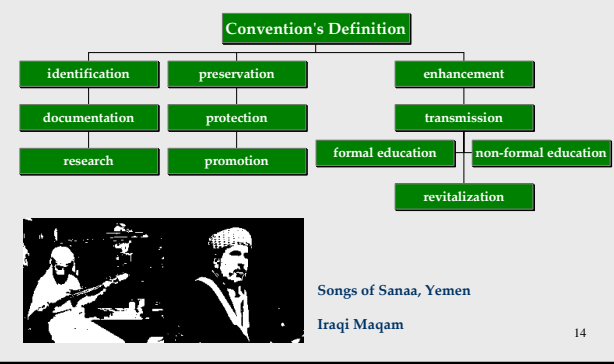 Convention's Definition
identification
preservation
enhancement
documentation
protection
transmission
research
promotion
formal education
non-formal education
revitalization
Songs of Sanaa, Yemen
Iraqi Maqam
14